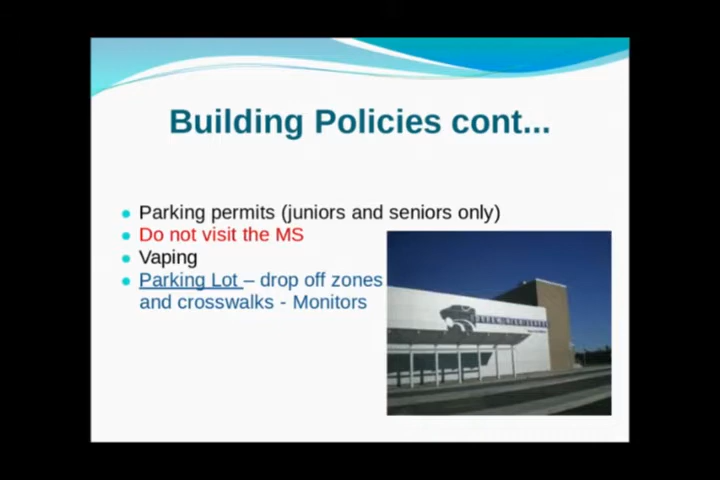 Building Policies cont...
Parking permits (juniors and seniors only)
Do not visit the MS
Vaping
Parking Lot – drop off zones
and crosswalks - Monitors